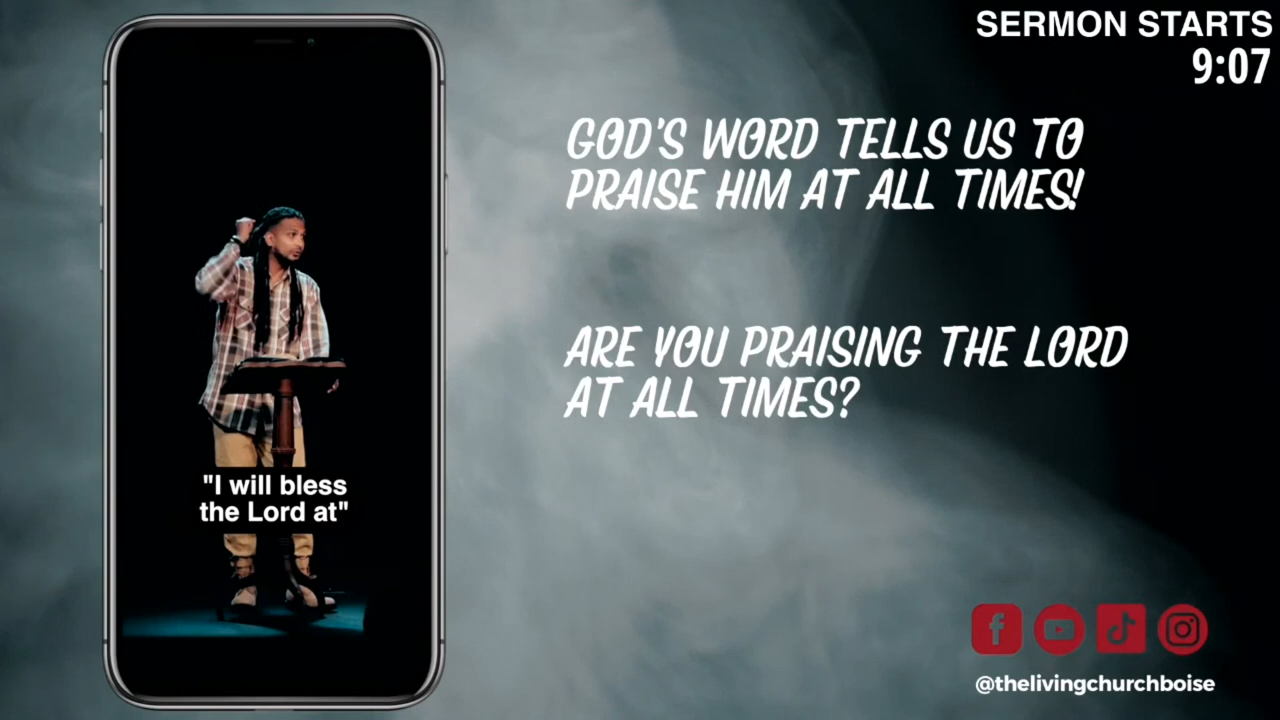 SERMON STARTS
9:07
GOD'S WORD TELLS US TO
PRAISE HIM AT ALL TIMES!
ARE YOU PRAISING THE LORD
AT ALL TIMES?
"I will bless
the Lord at"
@thelivingchurchboise